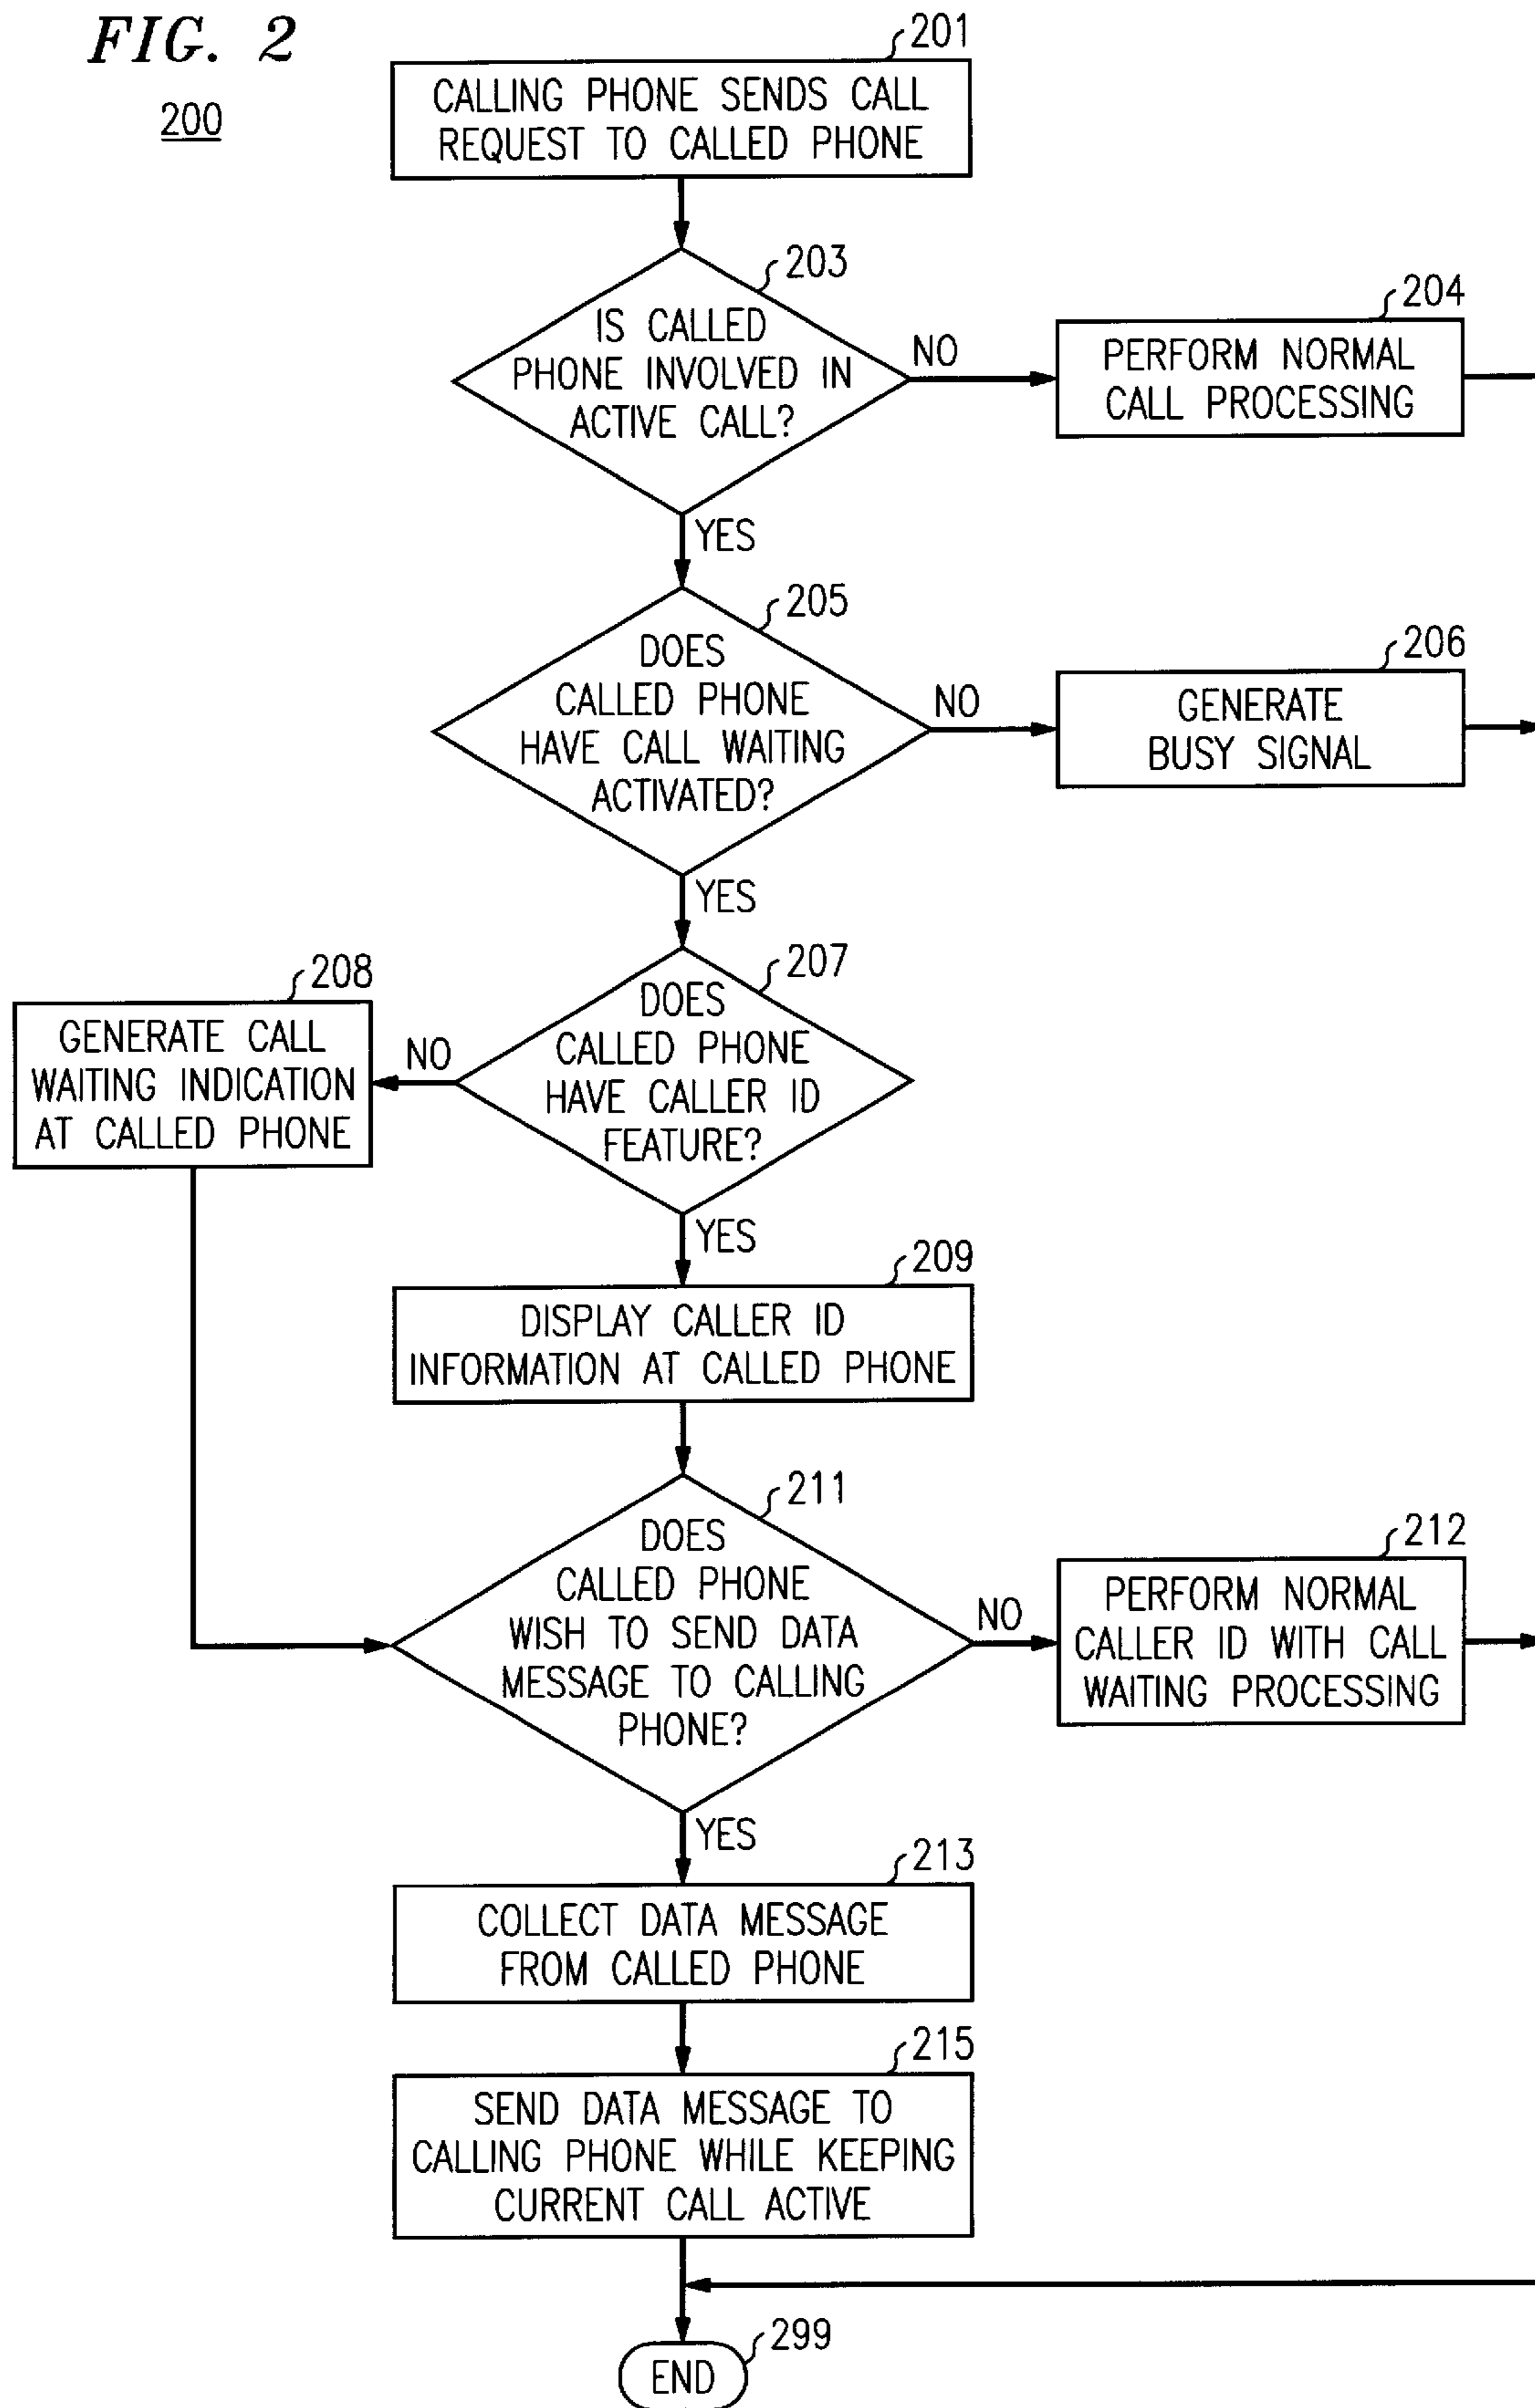 FIG. 2
200
201
CALLING PHONE SENDS CALL
REQUEST TO CALLED PHONE
203
IS CALLED
PHONE INVOLVED IN
ACTIVE CALL?
NO
204
PERFORM NORMAL
CALL PROCESSING
YES
205
DOES
CALLED PHONE
HAVE CALL WAITING
ACTIVATED?
NO
206
GENERATE
BUSY SIGNAL
YES
207
DOES
CALLED PHONE
HAVE CALLER ID
FEATURE?
NO
208
GENERATE CALL
WAITING INDICATION
AT CALLED PHONE
YES
209
DISPLAY CALLER ID
INFORMATION AT CALLED PHONE
211
DOES
CALLED PHONE
WISH TO SEND DATA
MESSAGE TO CALLING
PHONE?
NO
212
PERFORM NORMAL
CALLER ID WITH CALL
WAITING PROCESSING
YES
213
COLLECT DATA MESSAGE
FROM CALLED PHONE
215
SEND DATA MESSAGE TO
CALLING PHONE WHILE KEEPING
CURRENT CALL ACTIVE
299
END